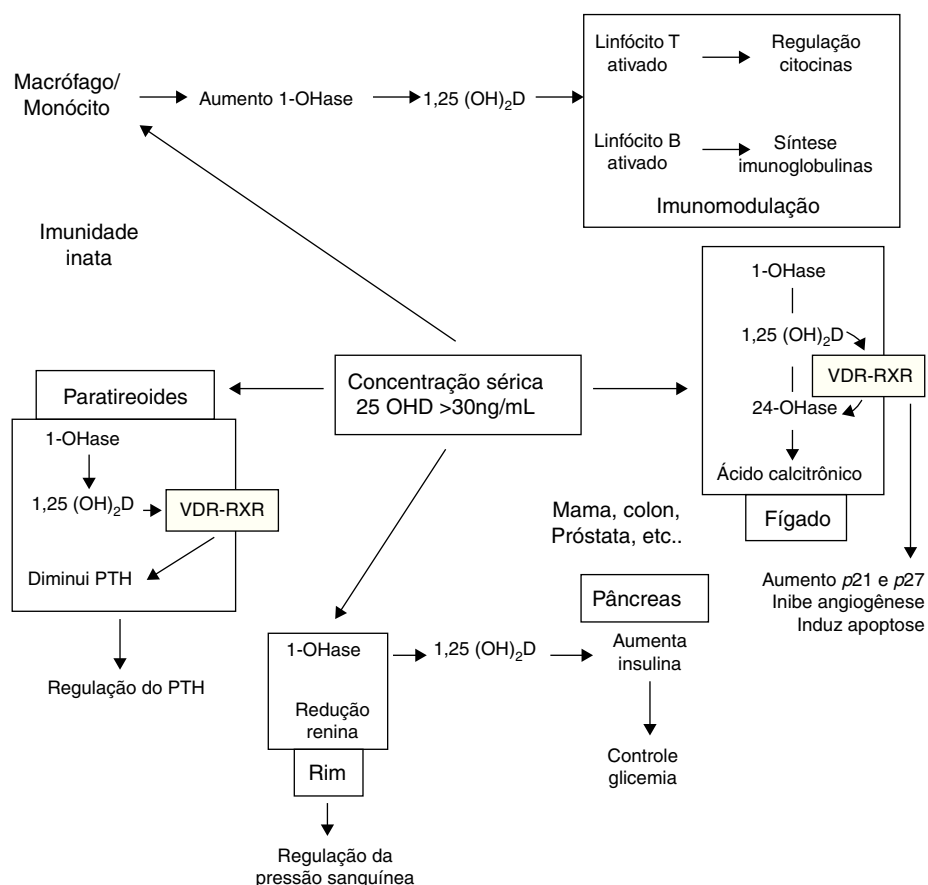 Macrófago/
Monócito
Aumento 1-OHase
1,25 (OH)₂D
Linfócito T
ativado
Regulação
citocinas
Linfócito B
ativado
Síntese
imunoglobulinas
Imunomodulação
Imunidade
inata
1-OHase
1,25 (OH)₂D
VDR-RXR
24-OHase
Ácido calcitrônico
Fígado
Concentração sérica
25 OHD >30ng/mL
Paratireoides
1-OHase
1,25 (OH)₂D
VDR-RXR
Diminui PTH
Regulação do PTH
Mama, colon,
Próstata, etc..
Aumento p21 e p27
Inibe angiogênese
Induz apoptose
Pâncreas
1-OHase
1,25 (OH)₂D
Aumenta
insulina
Redução
renina
Rim
Controle
glicemia
Regulação da
pressão sanguínea